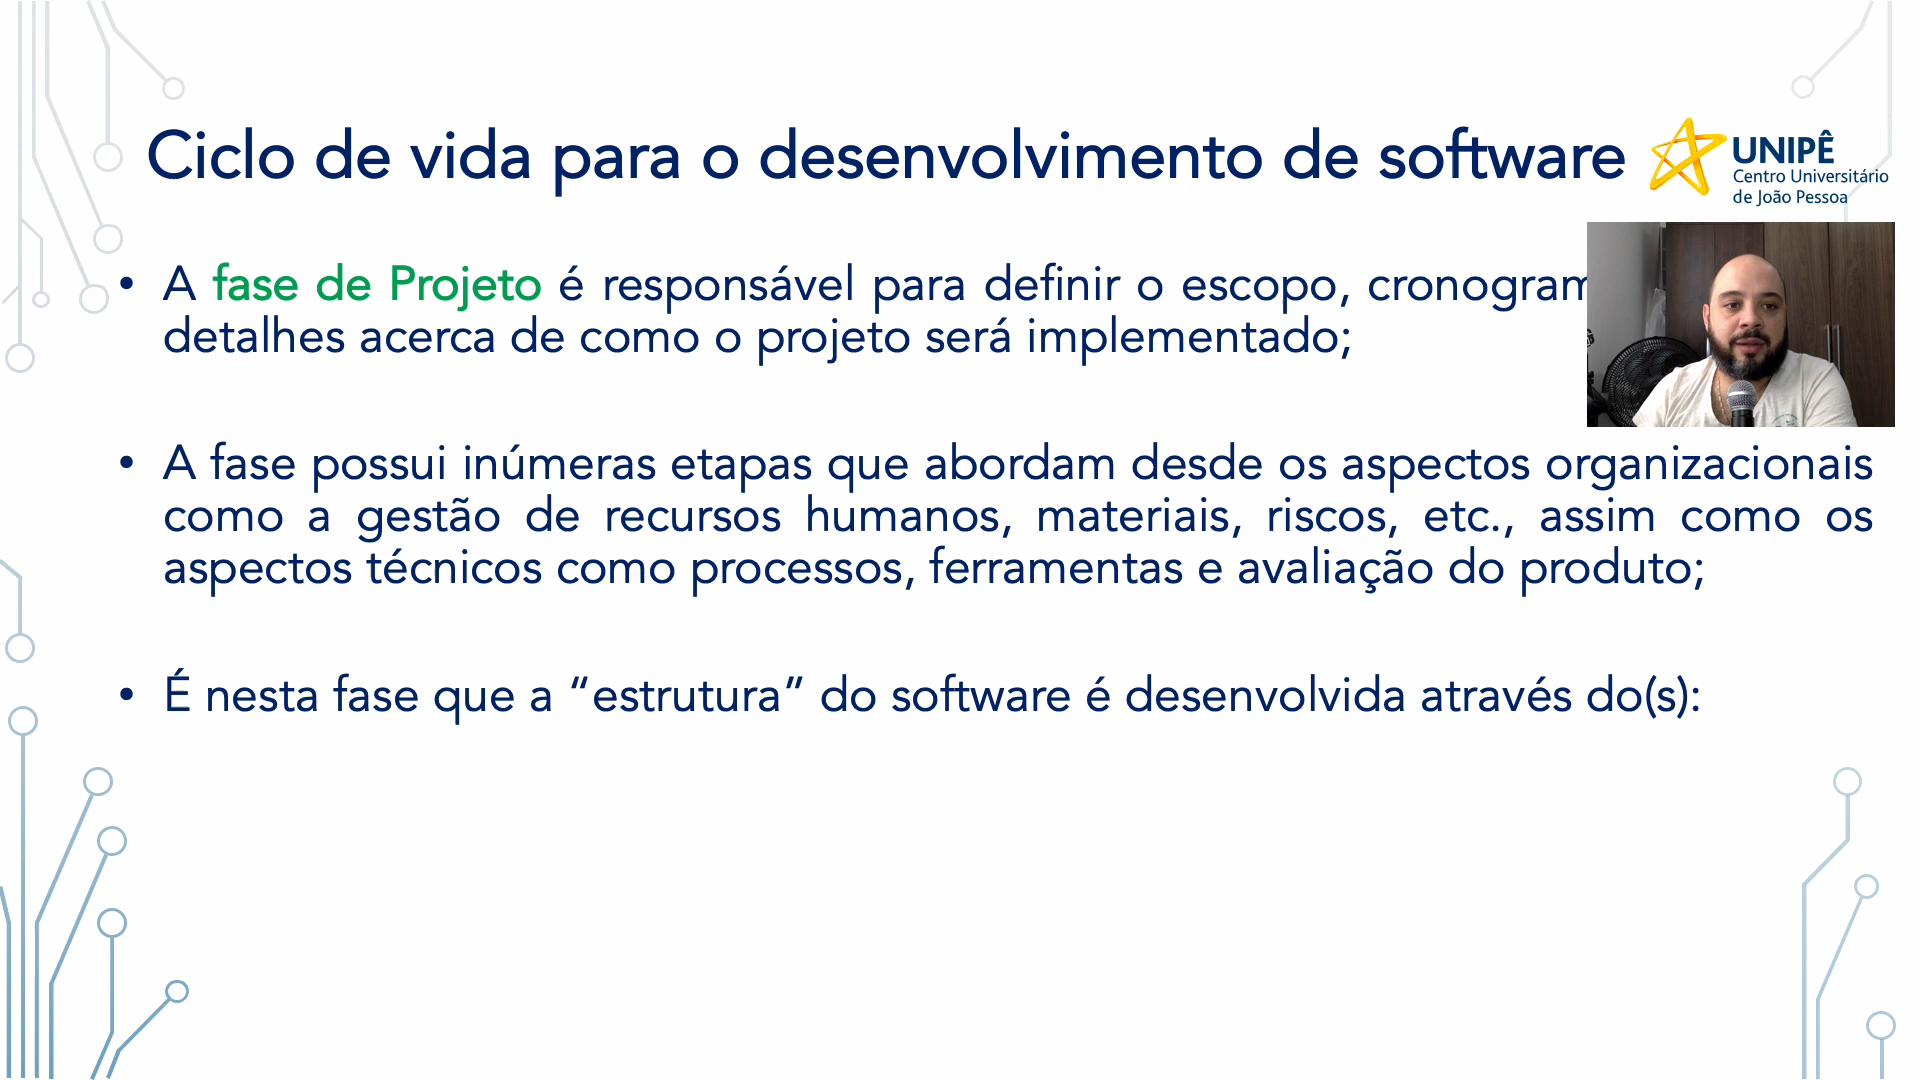 Ciclo de vida para o desenvolvimento de software
UNIPÊ
Centro Universitário
de João Pessoa
• A fase de Projeto é responsável para definir o escopo,
detalhes acerca de como o projeto será implementado;
• A fase possui inúmeras etapas que abordam desde os aspectos organizacionais
como a gestão de recursos humanos, materiais, riscos, etc., assim como os
aspectos técnicos como processos, ferramentas e avaliação do produto;
• É nesta fase que a “estrutura” do software é desenvolvida através do(s):